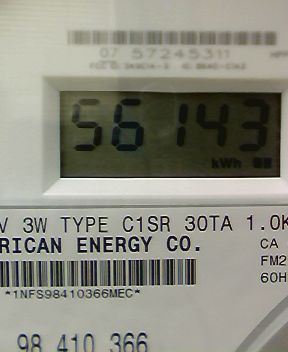 07 57245311
56143
kWh
V 3W TYPE C1SR 30TA 1.0K
RICAN ENERGY CO.
CA
FM2
60H
*1NFS98410366MEC*
98 410 366